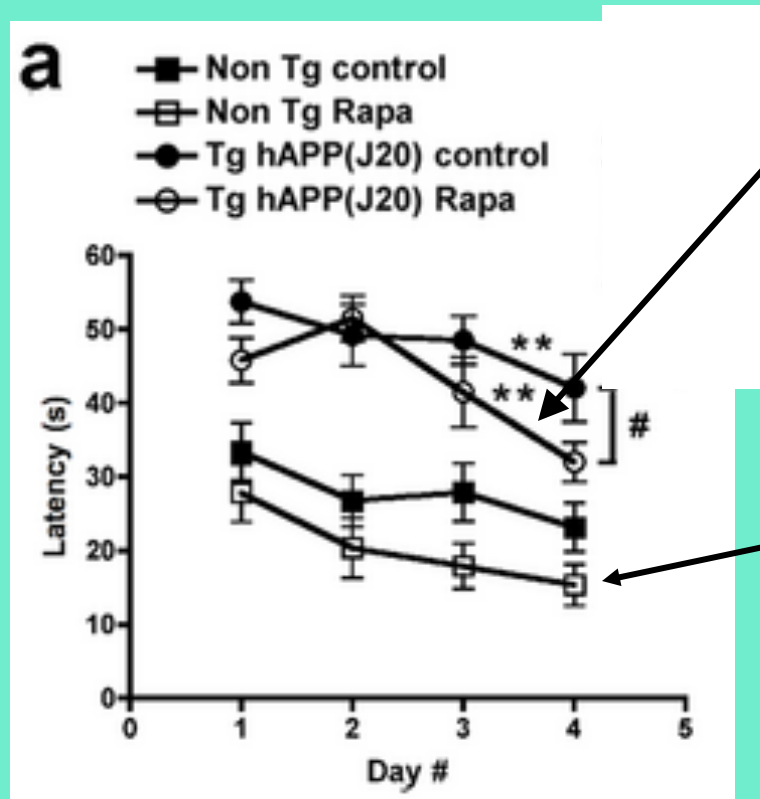 a
Non Tg control
Non Tg Rapa
Tg hAPP(J20) control
Tg hAPP(J20) Rapa
60
50
40
30
20
10
0
**
**
#
0 1 2 3 4 5
Latency (s)
Day #